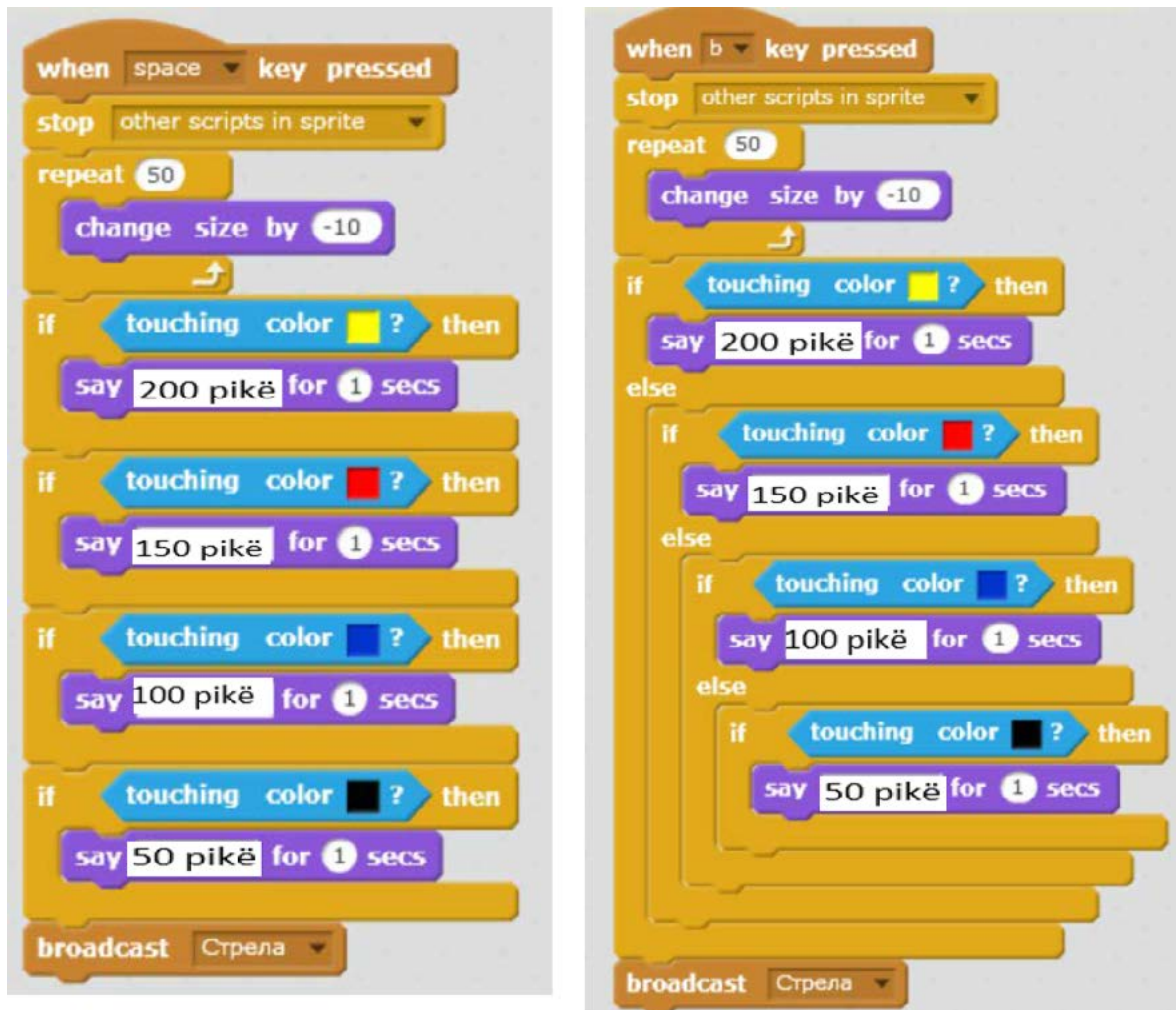 when space key pressed
stop other scripts in sprite
repeat 50
change size by -10
if touching color ? then
say 200 pikë for 1 secs
if touching color ? then
say 150 pikë for 1 secs
if touching color ? then
say 100 pikë for 1 secs
if touching color ? then
say 50 pikë for 1 secs
broadcast Стрела
when b key pressed
stop other scripts in sprite
repeat 50
change size by -10
if touching color ? then
say 200 pikë for 1 secs
else
if touching color ? then
say 150 pikë for 1 secs
else
if touching color ? then
say 100 pikë for 1 secs
else
if touching color ? then
say 50 pikë for 1 secs
broadcast Стрела